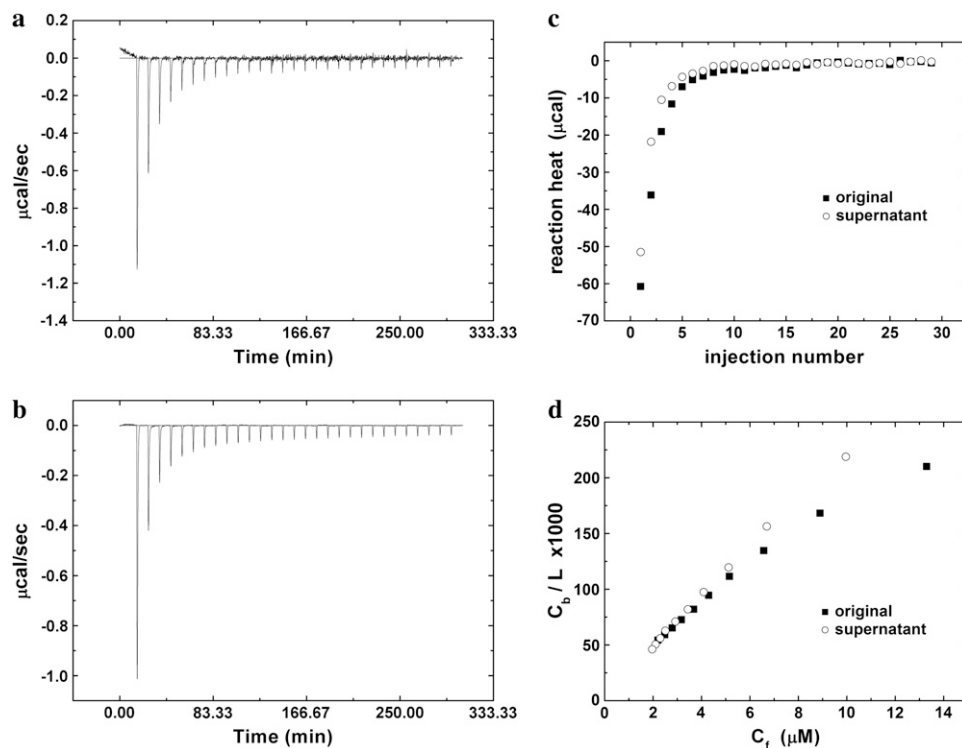 a
0.2
0.0
-0.2
-0.4
-0.6
-0.8
-1.0
-1.2
-1.4
µcal/sec
0.00 83.33 166.67 250.00 333.33
Time (min)
b
0.0
-0.2
-0.4
-0.6
-0.8
-1.0
µcal/sec
0.00 83.33 166.67 250.00 333.33
Time (min)
c
0
-10
-20
-30
-40
-50
-60
-70
reaction heat (µcal)
original
supernatant
0 5 10 15 20 25 30
injection number
d
250
200
150
100
50
0
C_b / L x1000
original
supernatant
0 2 4 6 8 10 12 14
C_f (µM)